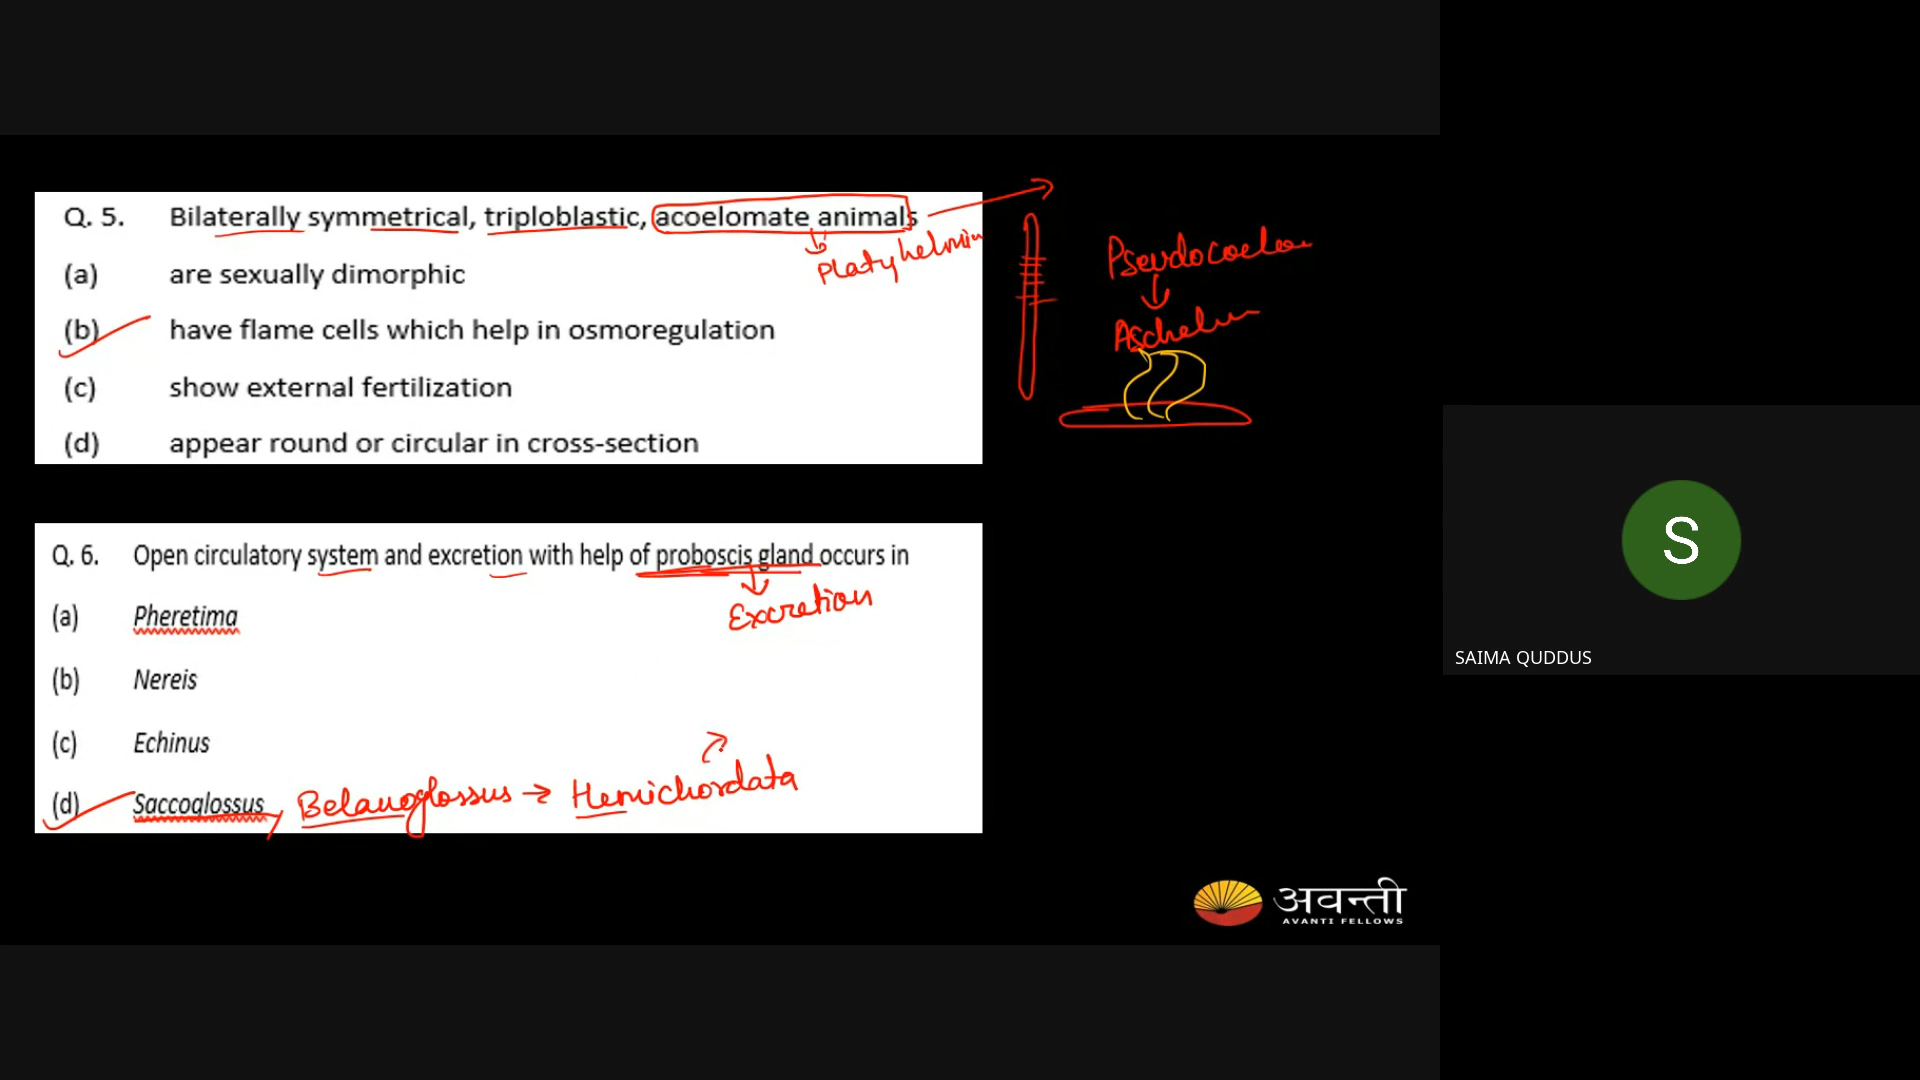 Q. 5. Bilaterally symmetrical, triploblastic, acoelomate animals
Platyhelmin
(a) are sexually dimorphic
(b) have flame cells which help in osmoregulation
(c) show external fertilization
(d) appear round or circular in cross-section
Pseudocoelom
Aschelm
Q. 6. Open circulatory system and excretion with help of proboscis gland occurs in
Excretion
(a) Pheretima
(b) Nereis
(c) Echinus
(d) Saccoglossus Belanoglossus → Hemichordata
अवन्ती
AVANTI FELLOWS
S
SAIMA QUDDUS